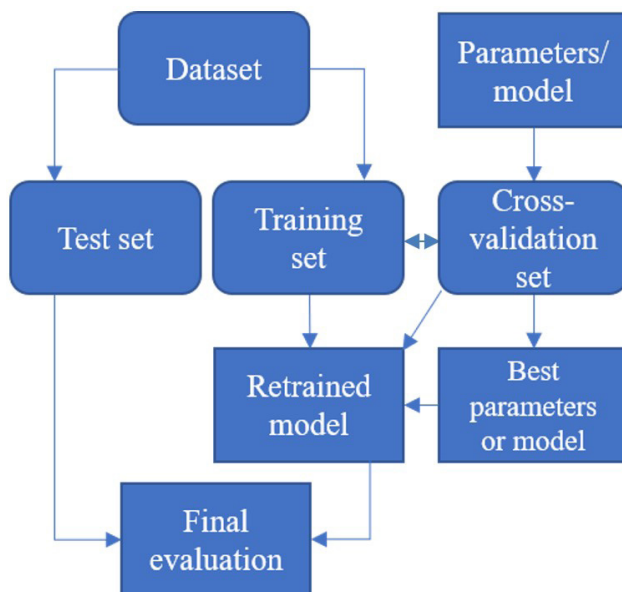 Dataset
Parameters/
model
Test set
Training
set
Cross-
validation
set
Retrained
model
Best
parameters
or model
Final
evaluation